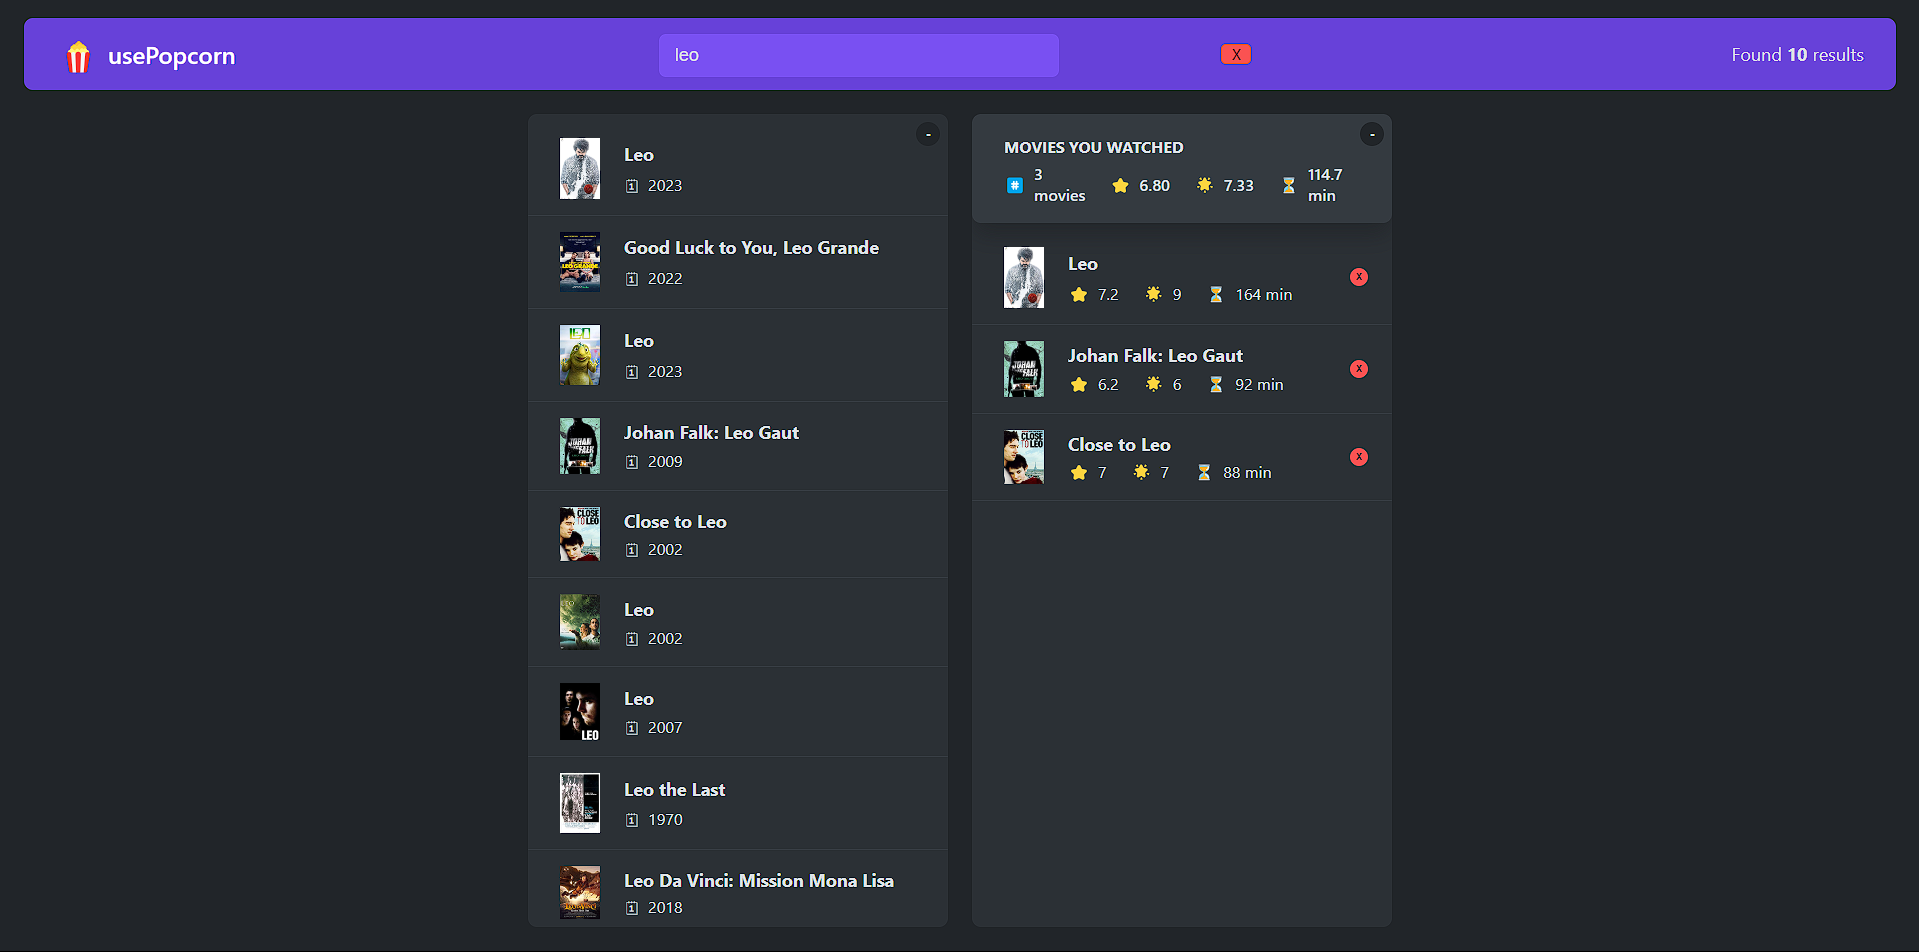 usePopcorn
leo
X
Found 10 results
-
Leo
2023
Good Luck to You, Leo Grande
2022
Leo
2023
Johan Falk: Leo Gaut
2009
Close to Leo
2002
Leo
2002
Leo
2007
Leo the Last
1970
Leo Da Vinci: Mission Mona Lisa
2018
-
MOVIES YOU WATCHED
3 movies
6.80
7.33
114.7 min
Leo
7.2 9 164 min
X
Johan Falk: Leo Gaut
6.2 6 92 min
X
Close to Leo
7 7 88 min
X